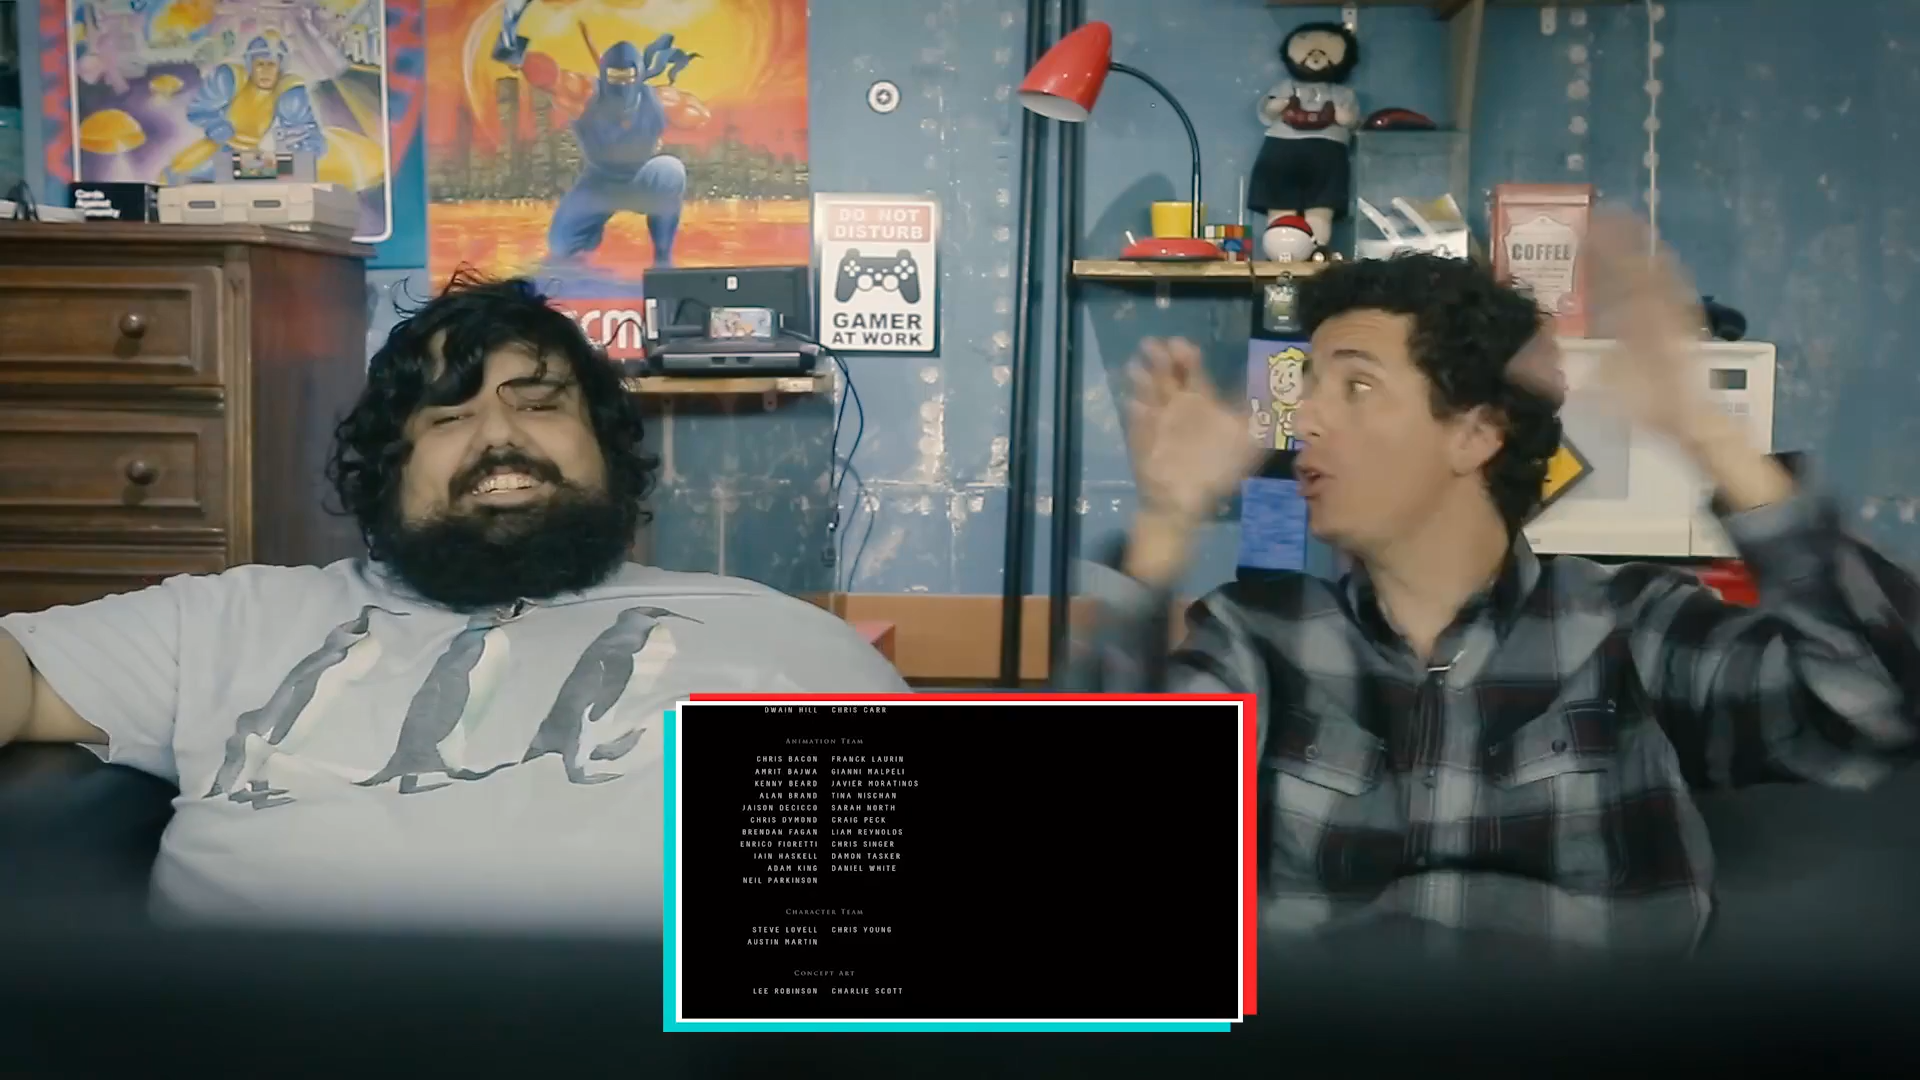 DO NOT
DISTURB
GAMER
AT WORK
COFFEE
DWAIN HILL CHRIS CARR
ANIMATION TEAM
CHRIS BACON FRANCK LAURIN
AMRIT BAJWA GIANNI MALPELI
KENNY BEARD JAVIER MORATINOS
ALAN BRAND TINA NISCHAN
JAISON DECICCO SARAH NORTH
CHRIS DYMOND CRAIG PECK
BRENDAN FAGAN LIAM REYNOLDS
ENRICO FIORETTI CHRIS SINGER
IAIN HASKELL DAMON TASKER
ADAM KING DANIEL WHITE
NEIL PARKINSON
CHARACTER TEAM
STEVE LOVELL CHRIS YOUNG
AUSTIN MARTIN
CONCEPT ART
LEE ROBINSON CHARLIE SCOTT